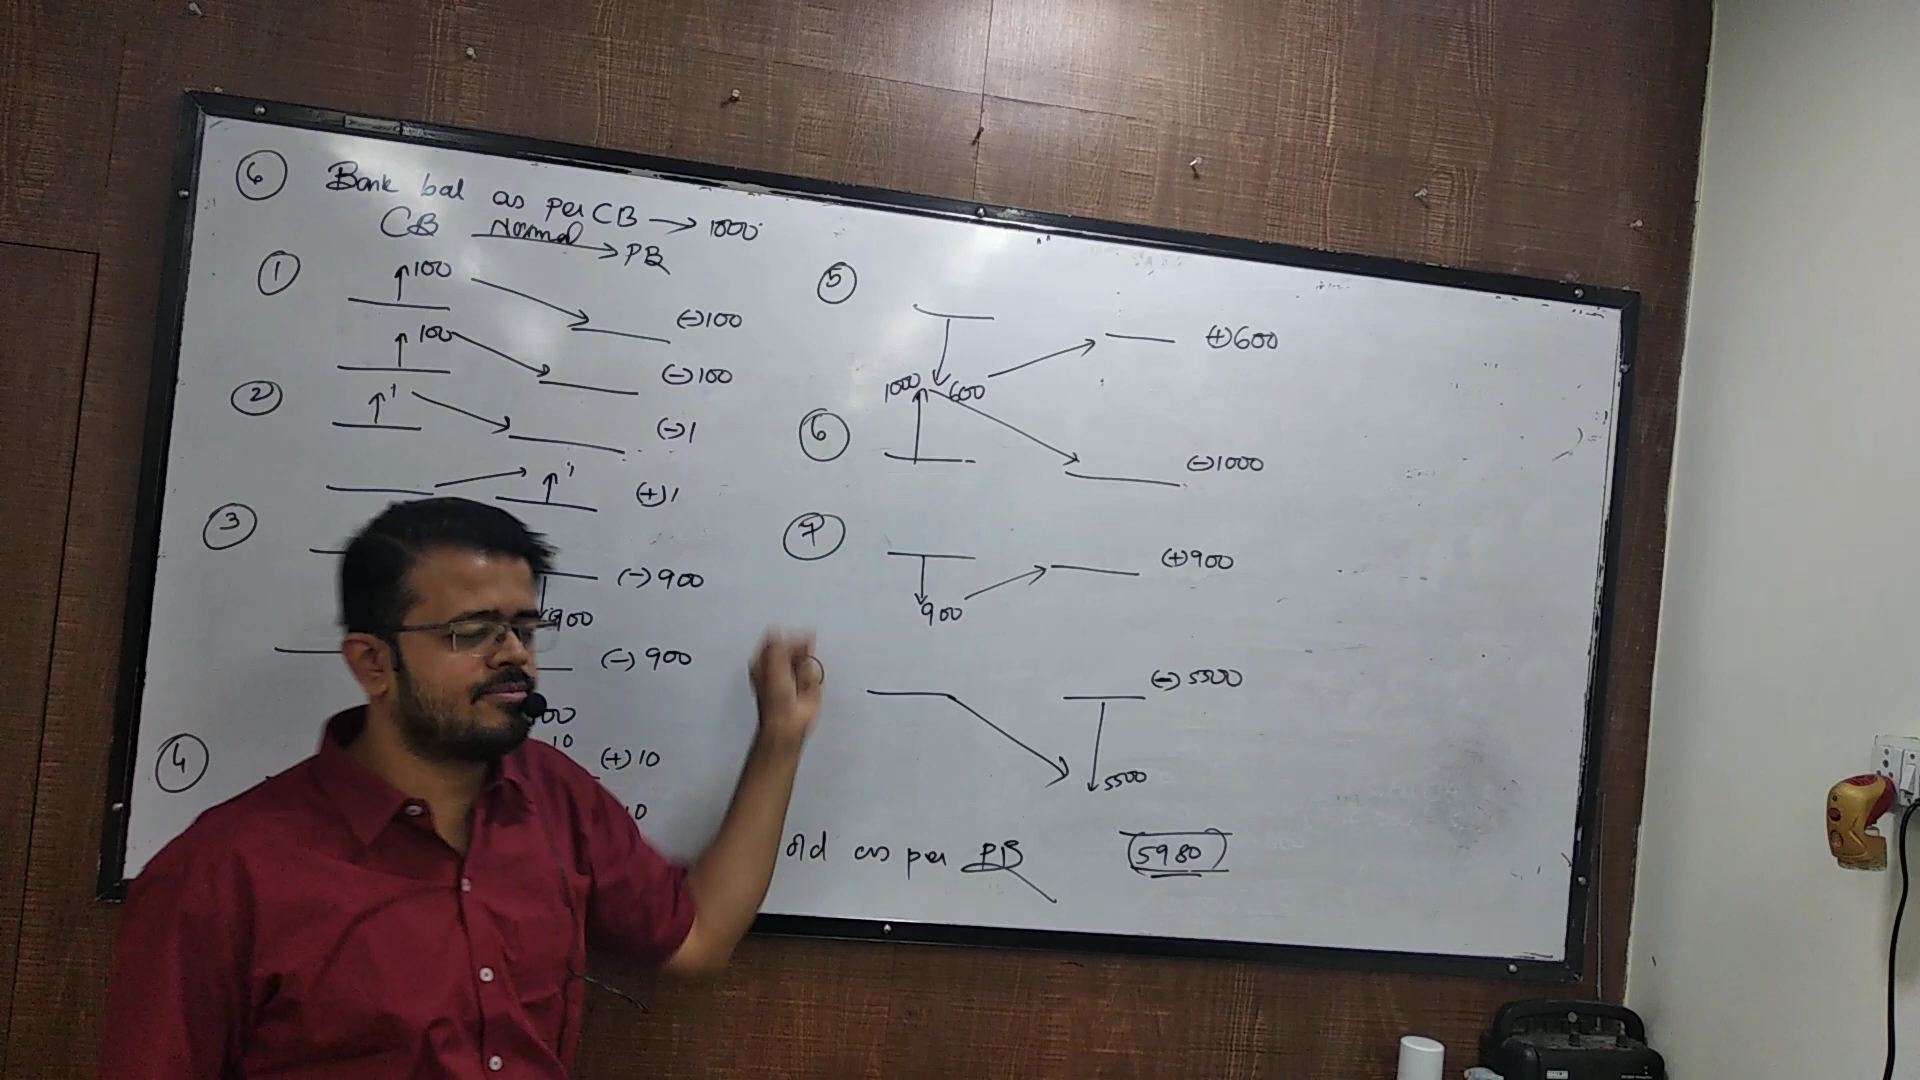 6 Bank bal as per CB → 1000
CB Normal → PB
1 ↑100 (-)100
↑100 (-)100
2 ↑1 (-)1
↑1 (+)1
3 (-)900
900
(-)900
4 10 (+)10
5
(+)600
1000 600
6 (-)1000
7 (+)900
900
(-)5500
5500
as per PB 5980